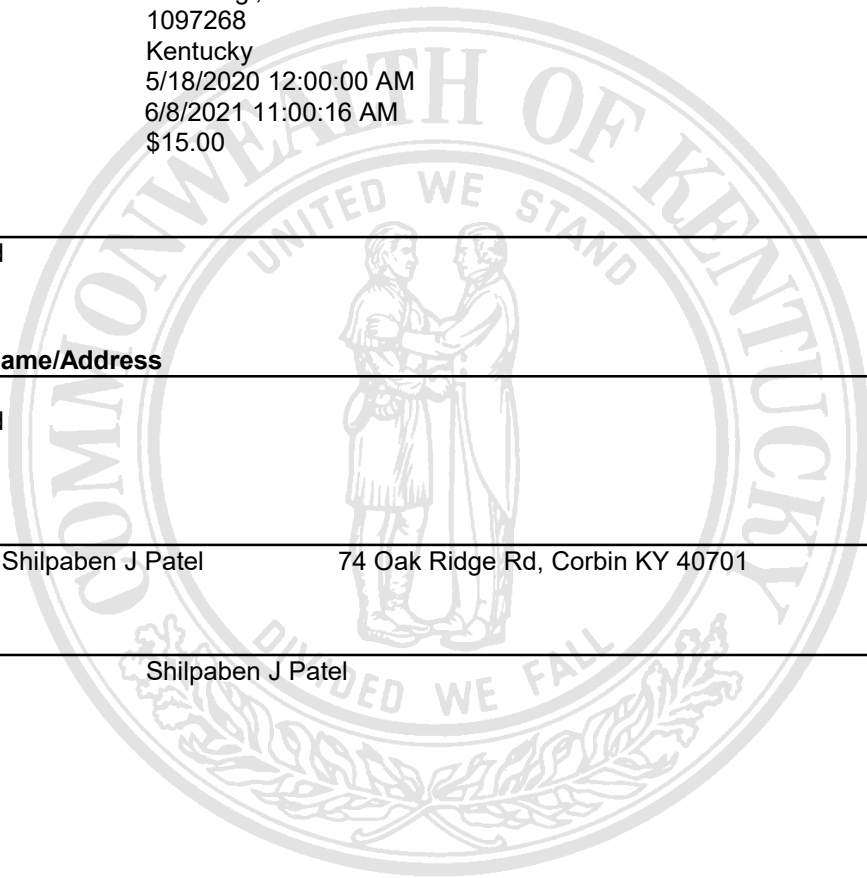 1097268
Kentucky
5/18/2020 12:00:00 AM
6/8/2021 11:00:16 AM
$15.00
COMMONWEALTH OF KENTUCKY
UNITED WE STAND
ame/Address
Shilpaben J Patel 74 Oak Ridge Rd, Corbin KY 40701
Shilpaben J Patel
DIVIDED WE FALL